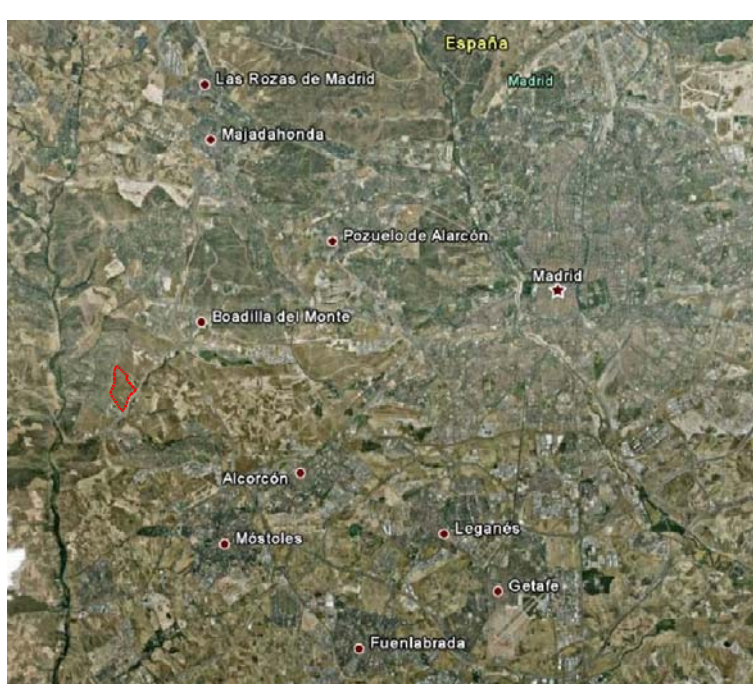 España
Las Rozas de Madrid
Madrid
Majadahonda
Pozuelo de Alarcón
Madrid
Boadilla del Monte
Alcorcón
Leganés
Móstoles
Getafe
Fuenlabrada